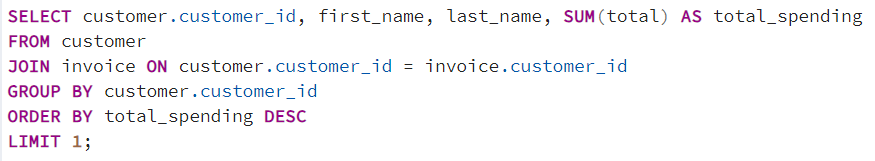 SELECT customer.customer_id, first_name, last_name, SUM(total) AS total_spending
FROM customer
JOIN invoice ON customer.customer_id = invoice.customer_id
GROUP BY customer.customer_id
ORDER BY total_spending DESC
LIMIT 1;